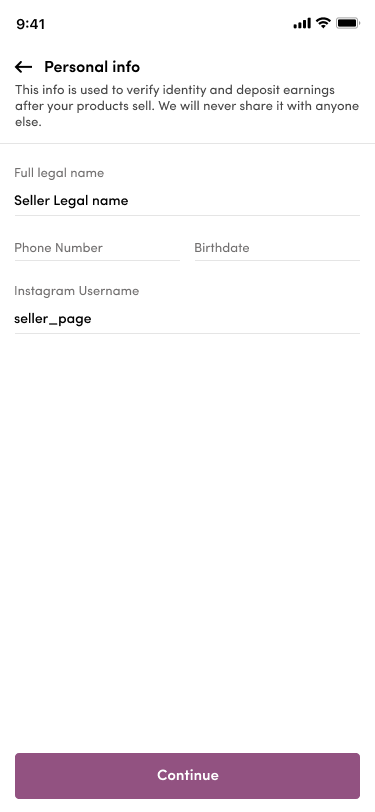 9:41
Personal info
This info is used to verify identity and deposit earnings
after your products sell. We will never share it with anyone
else.
Full legal name
Seller Legal name
Phone Number
Birthdate
Instagram Username
seller_page
Continue